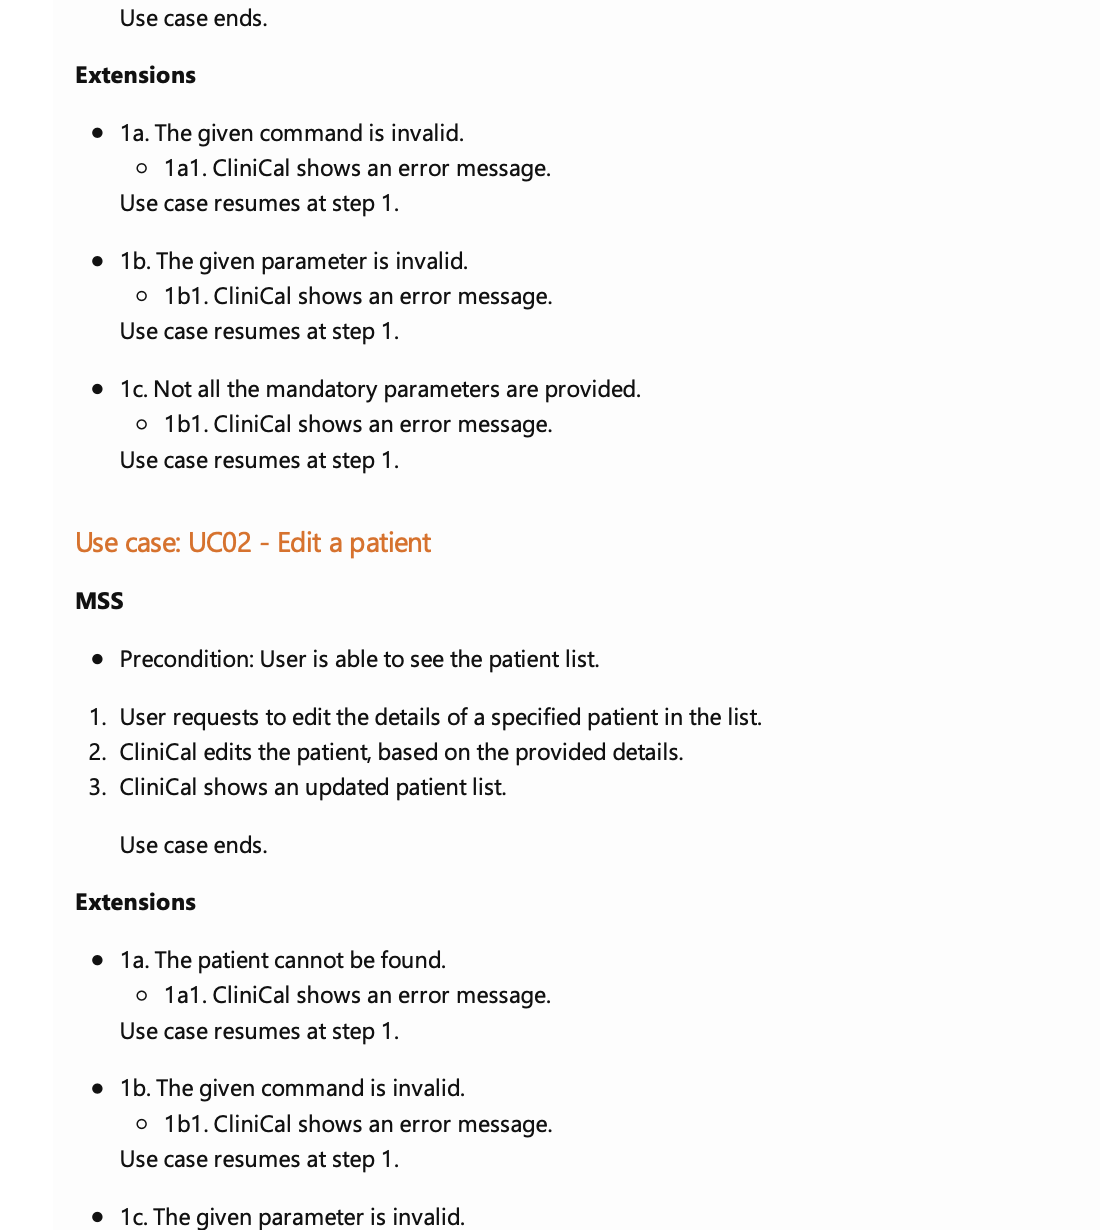 Use case ends.
Extensions
1a. The given command is invalid.
1a1. CliniCal shows an error message.
Use case resumes at step 1.
1b. The given parameter is invalid.
1b1. CliniCal shows an error message.
Use case resumes at step 1.
1c. Not all the mandatory parameters are provided.
1b1. CliniCal shows an error message.
Use case resumes at step 1.
Use case: UC02 - Edit a patient
MSS
Precondition: User is able to see the patient list.
1. User requests to edit the details of a specified patient in the list.
2. CliniCal edits the patient, based on the provided details.
3. CliniCal shows an updated patient list.
Use case ends.
Extensions
1a. The patient cannot be found.
1a1. CliniCal shows an error message.
Use case resumes at step 1.
1b. The given command is invalid.
1b1. CliniCal shows an error message.
Use case resumes at step 1.
1c. The given parameter is invalid.